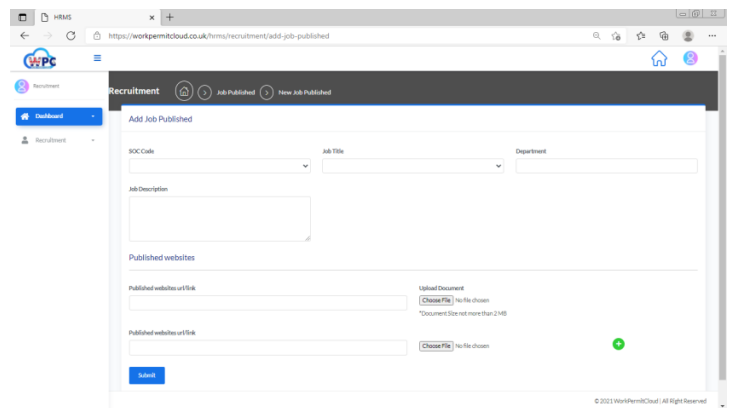 HRMS
https://workpermitcloud.co.uk/hrms/recruitment/add-job-published
WPC
Recruitment
Recruitment Job Published New Job Published
Dashboard
Add Job Published
Recruitment
SOC Code Job Title Department
Job Description
Published websites
Published websites url/link Upload Document
Choose File No file chosen
*Document Size not more than 2 MB
Published websites url/link
Choose File No file chosen
Submit
© 2021 WorkPermitCloud | All Right Reserved